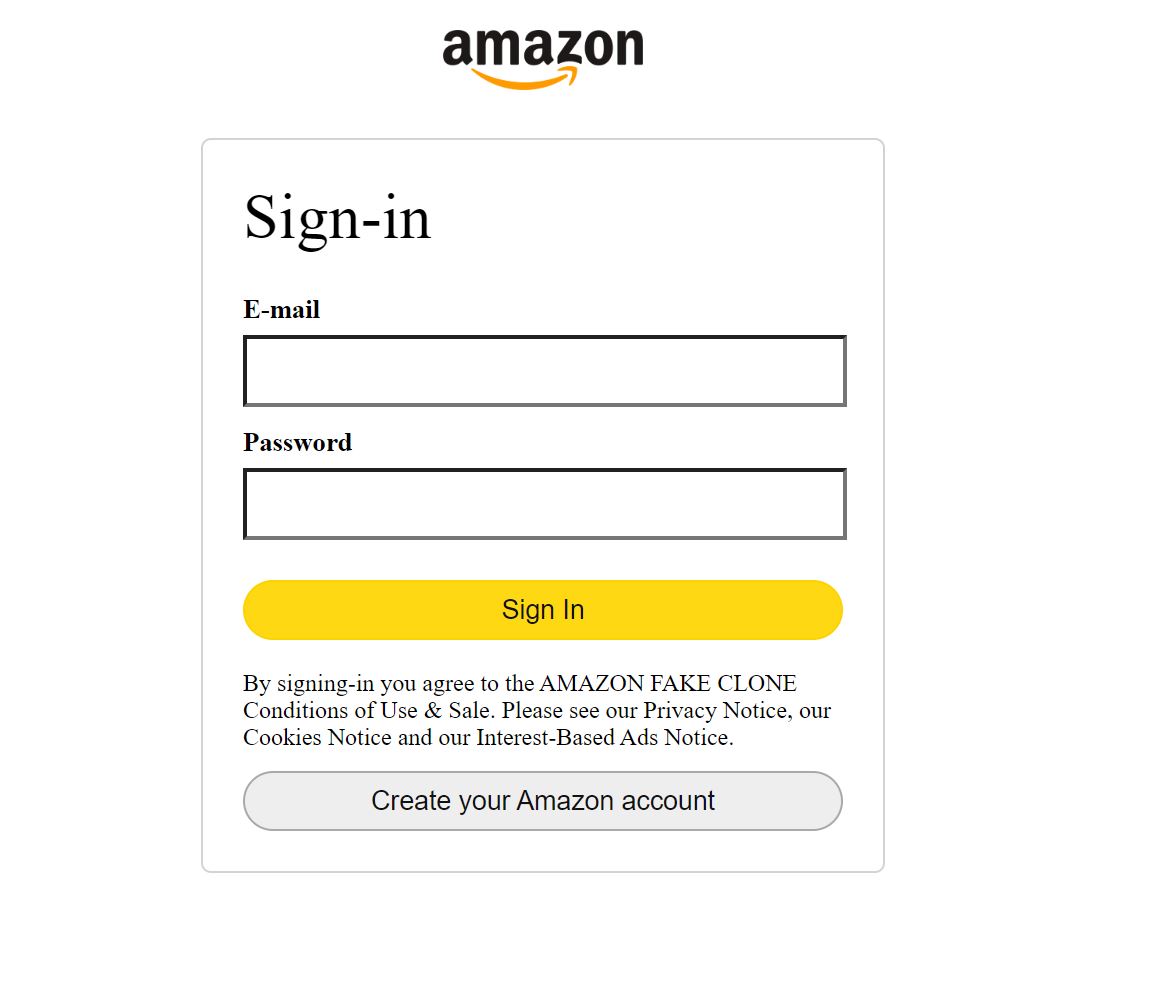 amazon
Sign-in
E-mail
Password
Sign In
By signing-in you agree to the AMAZON FAKE CLONE
Conditions of Use & Sale. Please see our Privacy Notice, our
Cookies Notice and our Interest-Based Ads Notice.
Create your Amazon account